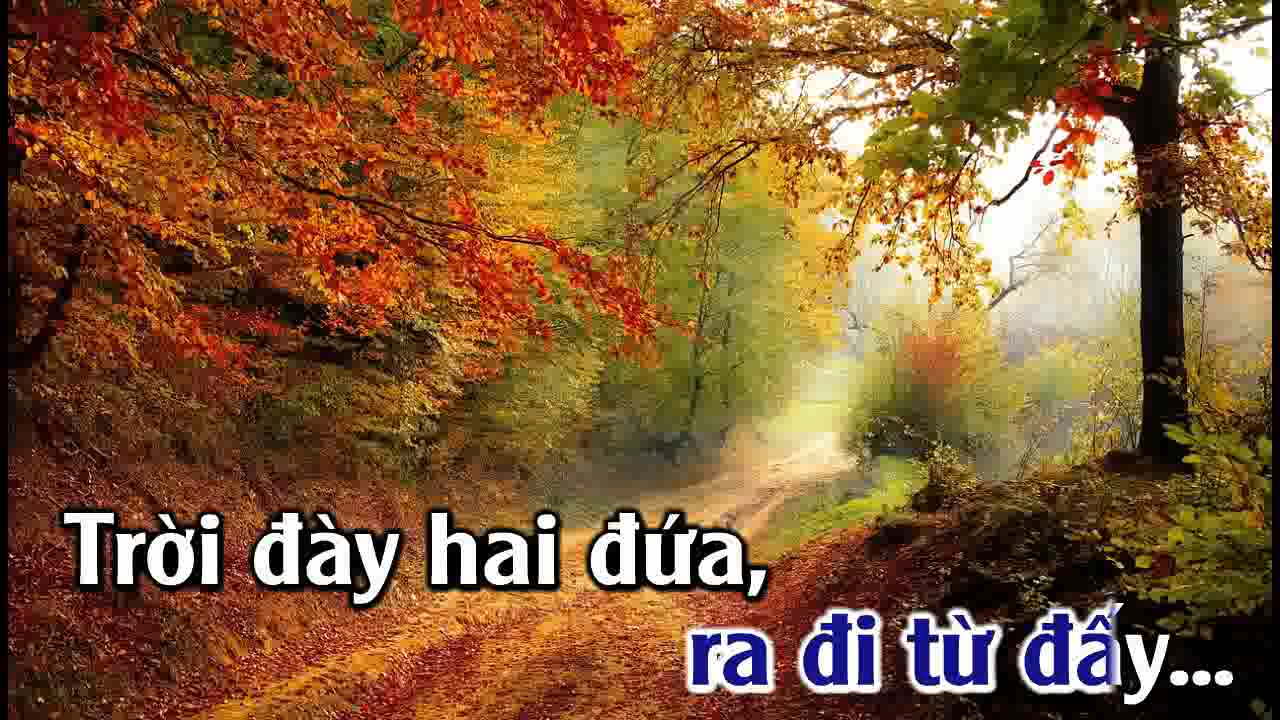 Trời đày hai đứa,
ra đi từ đấy...